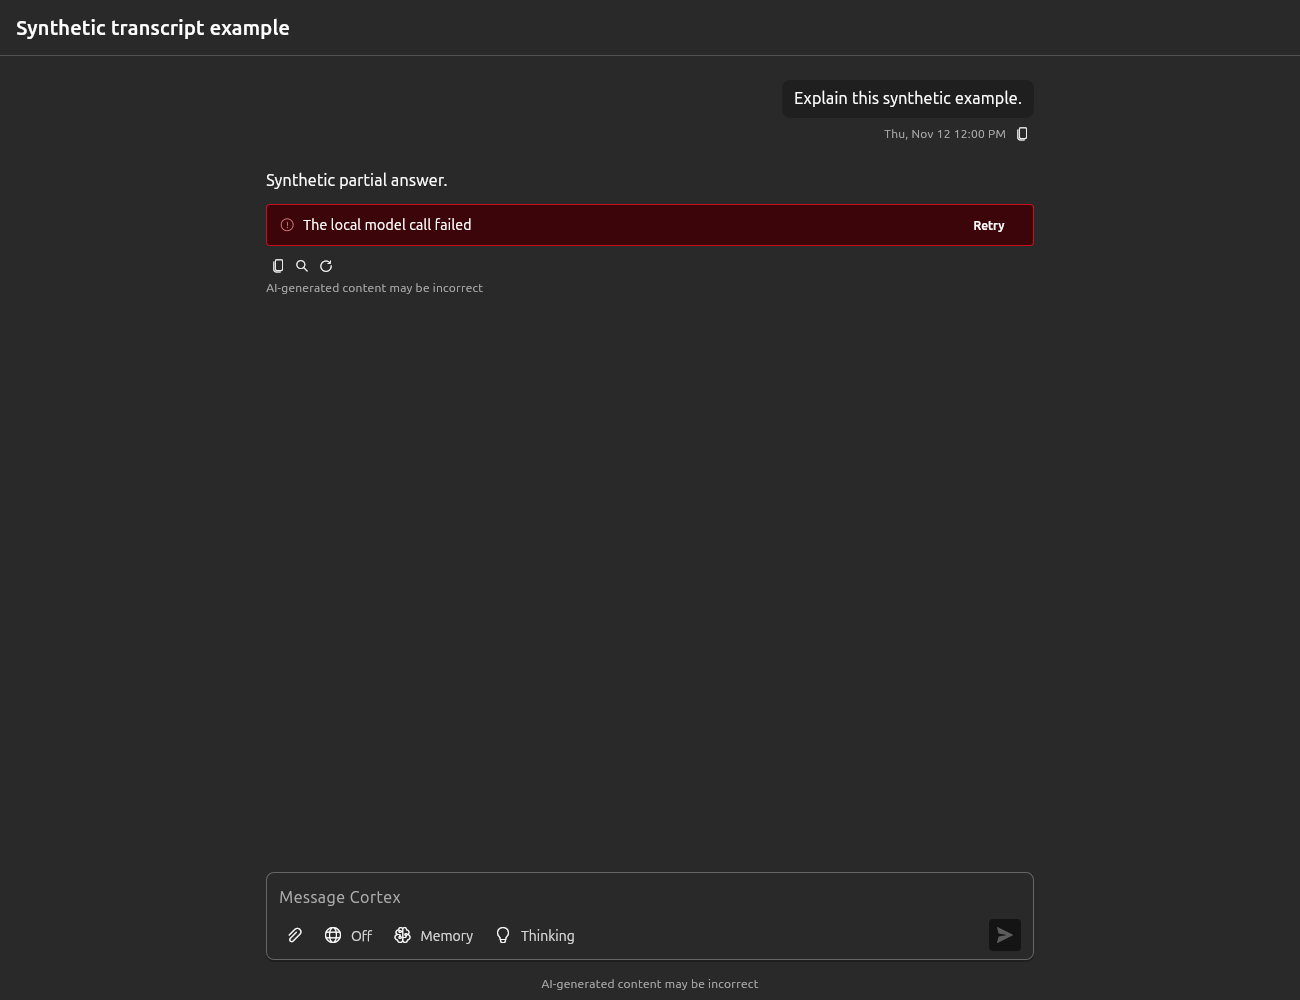 Synthetic transcript example
Explain this synthetic example.
Thu, Nov 12 12:00 PM
Synthetic partial answer.
The local model call failed
Retry
AI-generated content may be incorrect
Message Cortex
Off
Memory
Thinking
AI-generated content may be incorrect